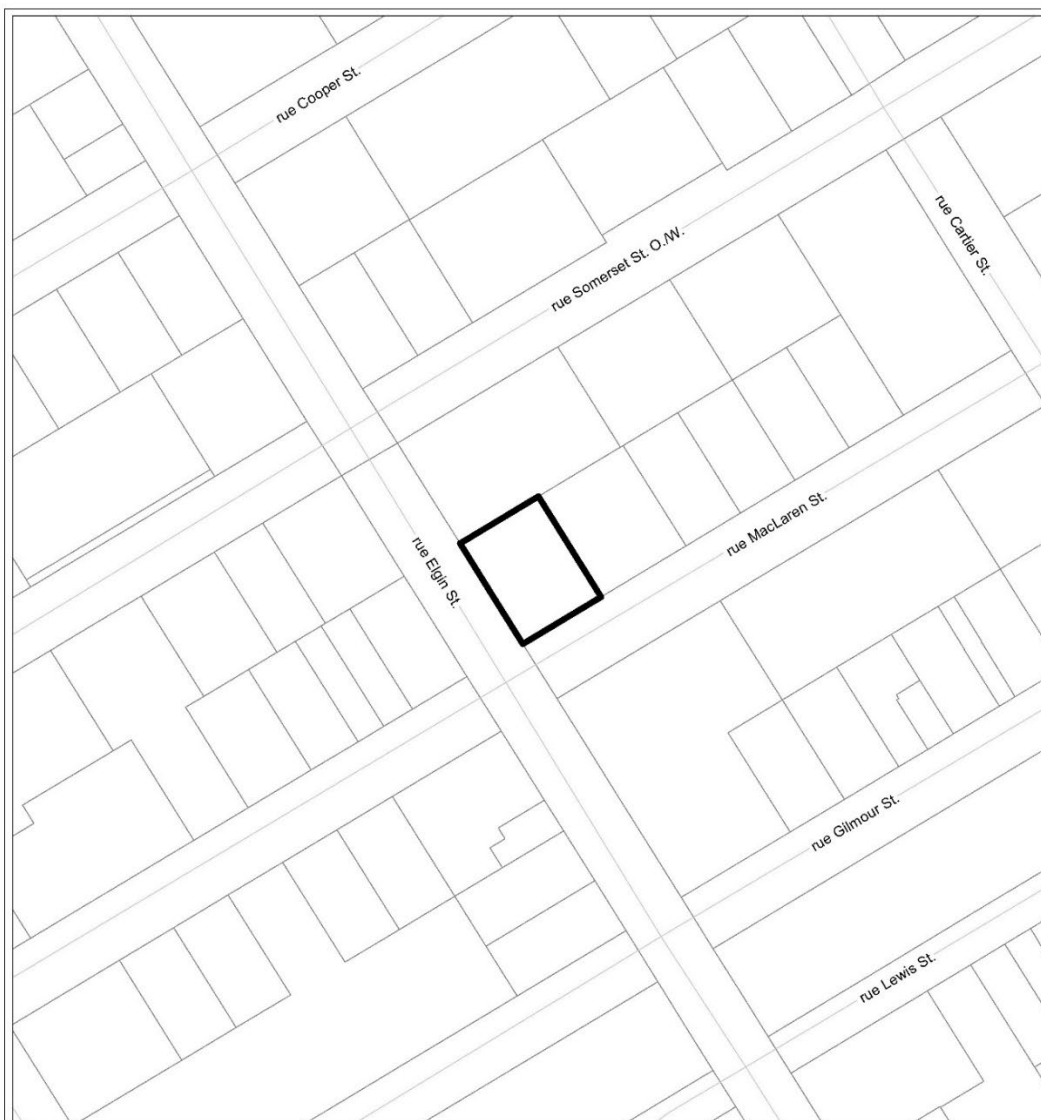 rue Cooper St.
rue Somerset St. O./W.
rue Cartier St.
rue Elgin St.
rue MacLaren St.
rue Gilmour St.
rue Lewis St.